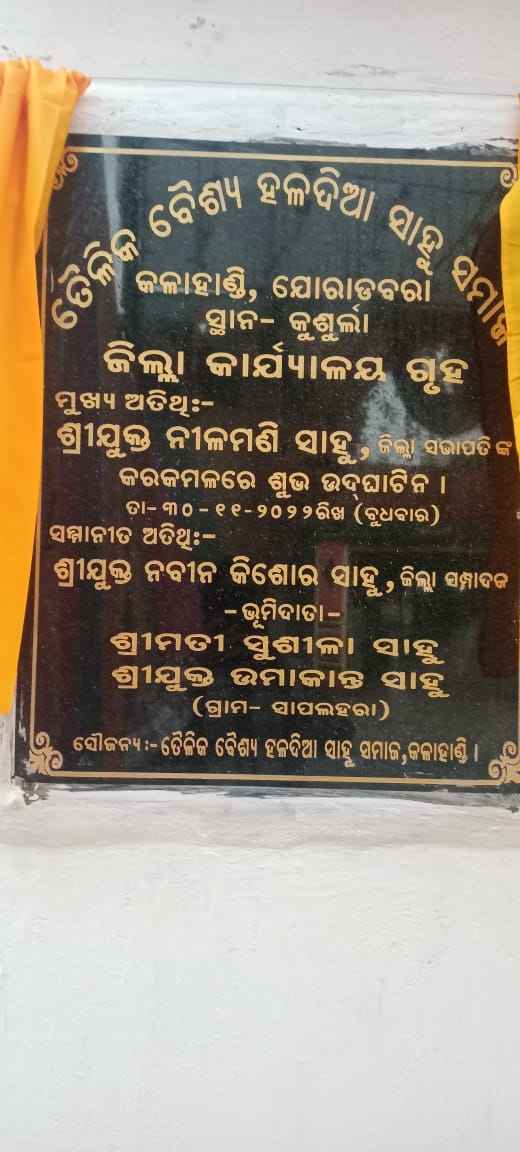 ତୈଳିକ ବୈଶ୍ୟ ହଳଦିଆ ସାହୁ ସମାଜ
କଳାହାଣ୍ଡି, ଯୋରାଡବରା
ସ୍ଥାନ- କୁଶୁର୍ଲା
ଜିଲ୍ଲା କାର୍ଯ୍ୟାଳୟ ଗୃହ
ମୁଖ୍ୟ ଅତିଥି:-
ଶ୍ରୀଯୁକ୍ତ ନୀଳମଣି ସାହୁ, ଜିଲ୍ଲା ସଭାପତି ଙ୍କ
କରକମଳରେ ଶୁଭ ଉଦ୍‌ଘାଟିନ ।
ତା- ୩୦ - ୧୧ - ୨୦୨୨ରିଖ (ବୁଧବାର)
ସମ୍ମାନୀତ ଅତିଥି:-
ଶ୍ରୀଯୁକ୍ତ ନବୀନ କିଶୋର ସାହୁ, ଜିଲ୍ଲା ସମ୍ପାଦକ
-ଭୂମିଦାତା-
ଶ୍ରୀମତୀ ସୁଶୀଳା ସାହୁ
ଶ୍ରୀଯୁକ୍ତ ଉମାକାନ୍ତ ସାହୁ
(ଗ୍ରାମ- ସାପଲହରା)
ସୌଜନ୍ୟ:- ତୈଳିକ ବୈଶ୍ୟ ହଳଦିଆ ସାହୁ ସମାଜ,କଳାହାଣ୍ଡି ।